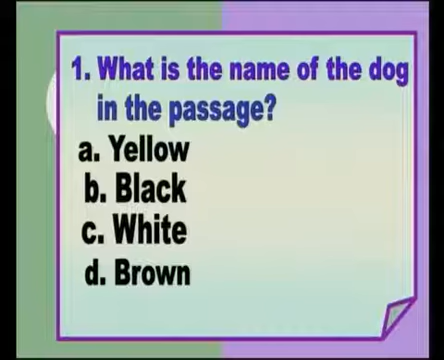 1. What is the name of the dog
in the passage?
a. Yellow
b. Black
c. White
d. Brown